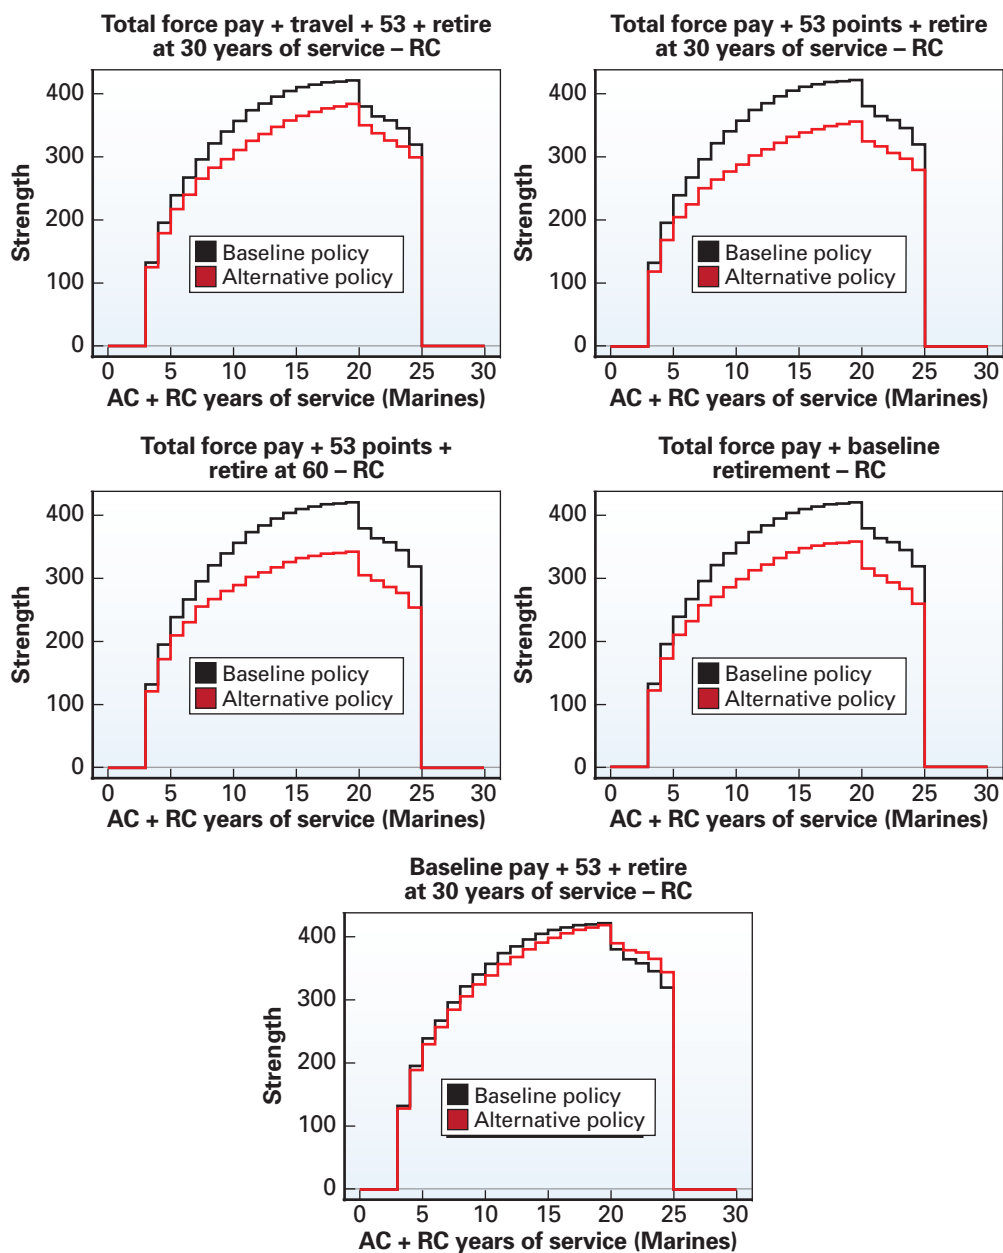 Total force pay + travel + 53 + retire
at 30 years of service – RC
400
300
200
100
0
Strength
Baseline policy
Alternative policy
0 5 10 15 20 25 30
AC + RC years of service (Marines)
Total force pay + 53 points + retire
at 30 years of service – RC
400
300
200
100
0
Strength
Baseline policy
Alternative policy
0 5 10 15 20 25 30
AC + RC years of service (Marines)
Total force pay + 53 points +
retire at 60 – RC
400
300
200
100
0
Strength
Baseline policy
Alternative policy
0 5 10 15 20 25 30
AC + RC years of service (Marines)
Total force pay + baseline
retirement – RC
400
300
200
100
0
Strength
Baseline policy
Alternative policy
0 5 10 15 20 25 30
AC + RC years of service (Marines)
Baseline pay + 53 + retire
at 30 years of service – RC
400
300
200
100
0
Strength
Baseline policy
Alternative policy
0 5 10 15 20 25 30
AC + RC years of service (Marines)